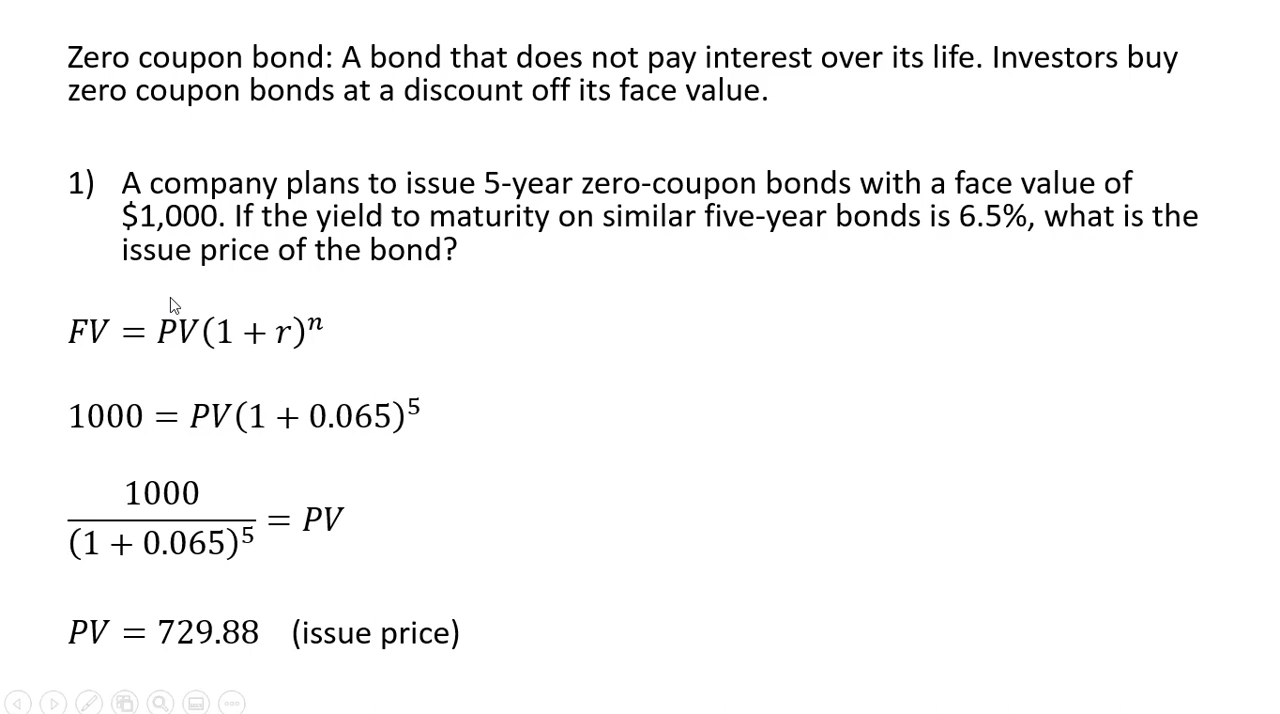 Zero coupon bond: A bond that does not pay interest over its life. Investors buy
zero coupon bonds at a discount off its face value.
1) A company plans to issue 5-year zero-coupon bonds with a face value of
$1,000. If the yield to maturity on similar five-year bonds is 6.5%, what is the
issue price of the bond?
𝐹𝑉 = 𝑃𝑉(1 + 𝑟)ⁿ
1000 = 𝑃𝑉(1 + 0.065)⁵
1000
(1 + 0.065)⁵ = 𝑃𝑉
𝑃𝑉 = 729.88 (issue price)